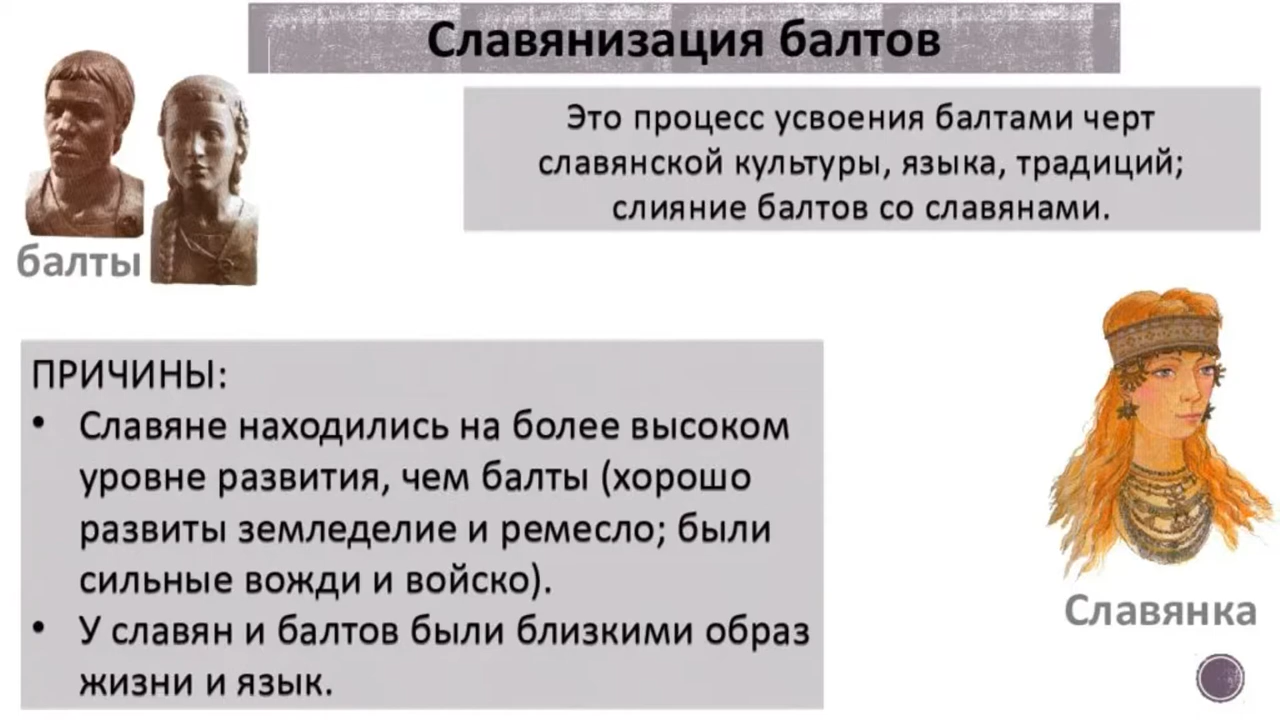 Славянизация балтов
Это процесс усвоения балтами черт
славянской культуры, языка, традиций;
слияние балтов со славянами.
балты
ПРИЧИНЫ:
• Славяне находились на более высоком
уровне развития, чем балты (хорошо
развиты земледелие и ремесло; были
сильные вожди и войско).
• У славян и балтов были близкими образ
жизни и язык.
Славянка